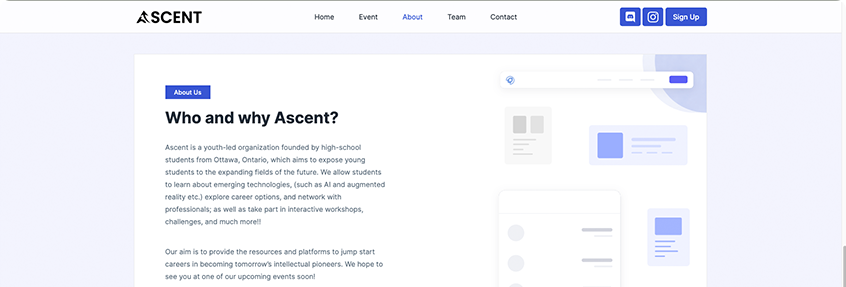 ASCENT
Home Event About Team Contact Sign Up
About Us
Who and why Ascent?
Ascent is a youth-led organization founded by high-school
students from Ottawa, Ontario, which aims to expose young
students to the expanding fields of the future. We allow students
to learn about emerging technologies, (such as AI and augmented
reality etc.) explore career options, and network with
professionals; as well as take part in interactive workshops,
challenges, and much more!!
Our aim is to provide the resources and platforms to jump start
careers in becoming tomorrow's intellectual pioneers. We hope to
see you at one of our upcoming events soon!